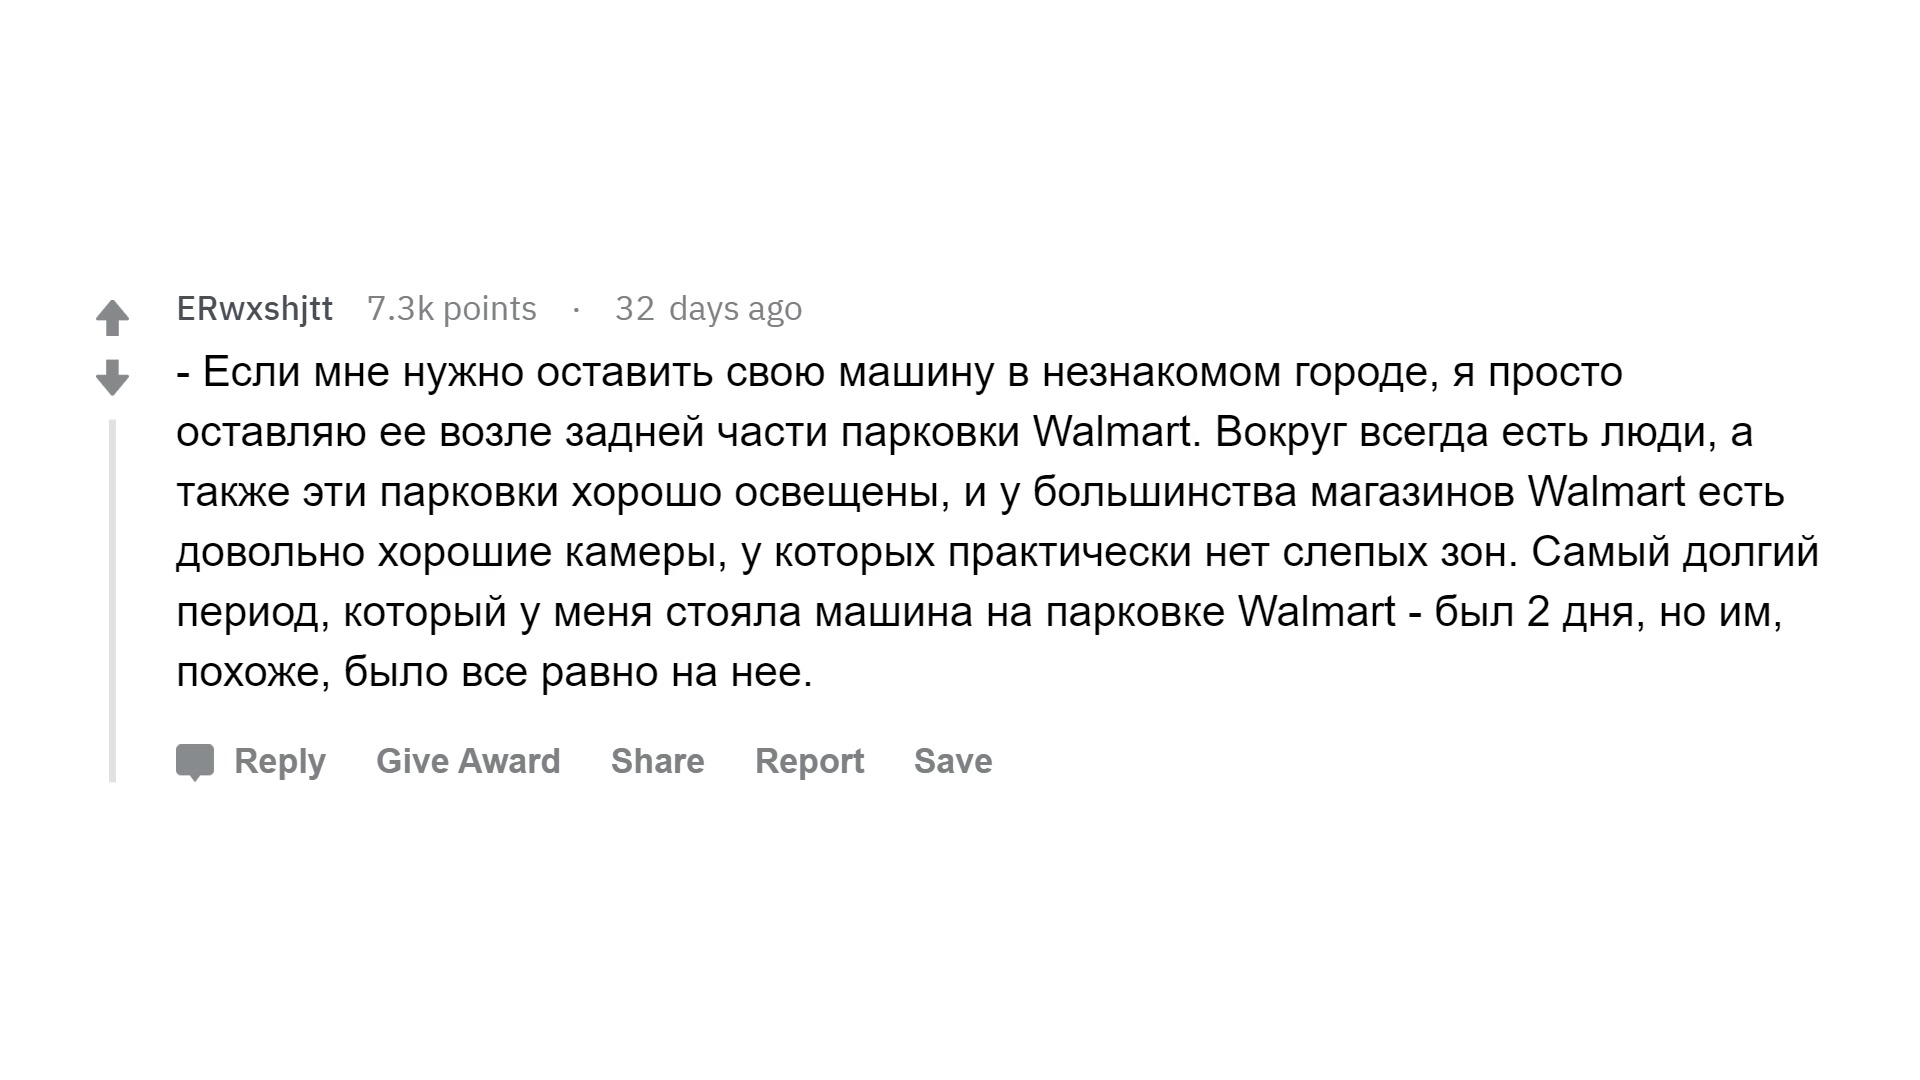 ERwxshjtt 7.3k points · 32 days ago
- Если мне нужно оставить свою машину в незнакомом городе, я просто
оставляю ее возле задней части парковки Walmart. Вокруг всегда есть люди, а
также эти парковки хорошо освещены, и у большинства магазинов Walmart есть
довольно хорошие камеры, у которых практически нет слепых зон. Самый долгий
период, который у меня стояла машина на парковке Walmart - был 2 дня, но им,
похоже, было все равно на нее.
Reply Give Award Share Report Save